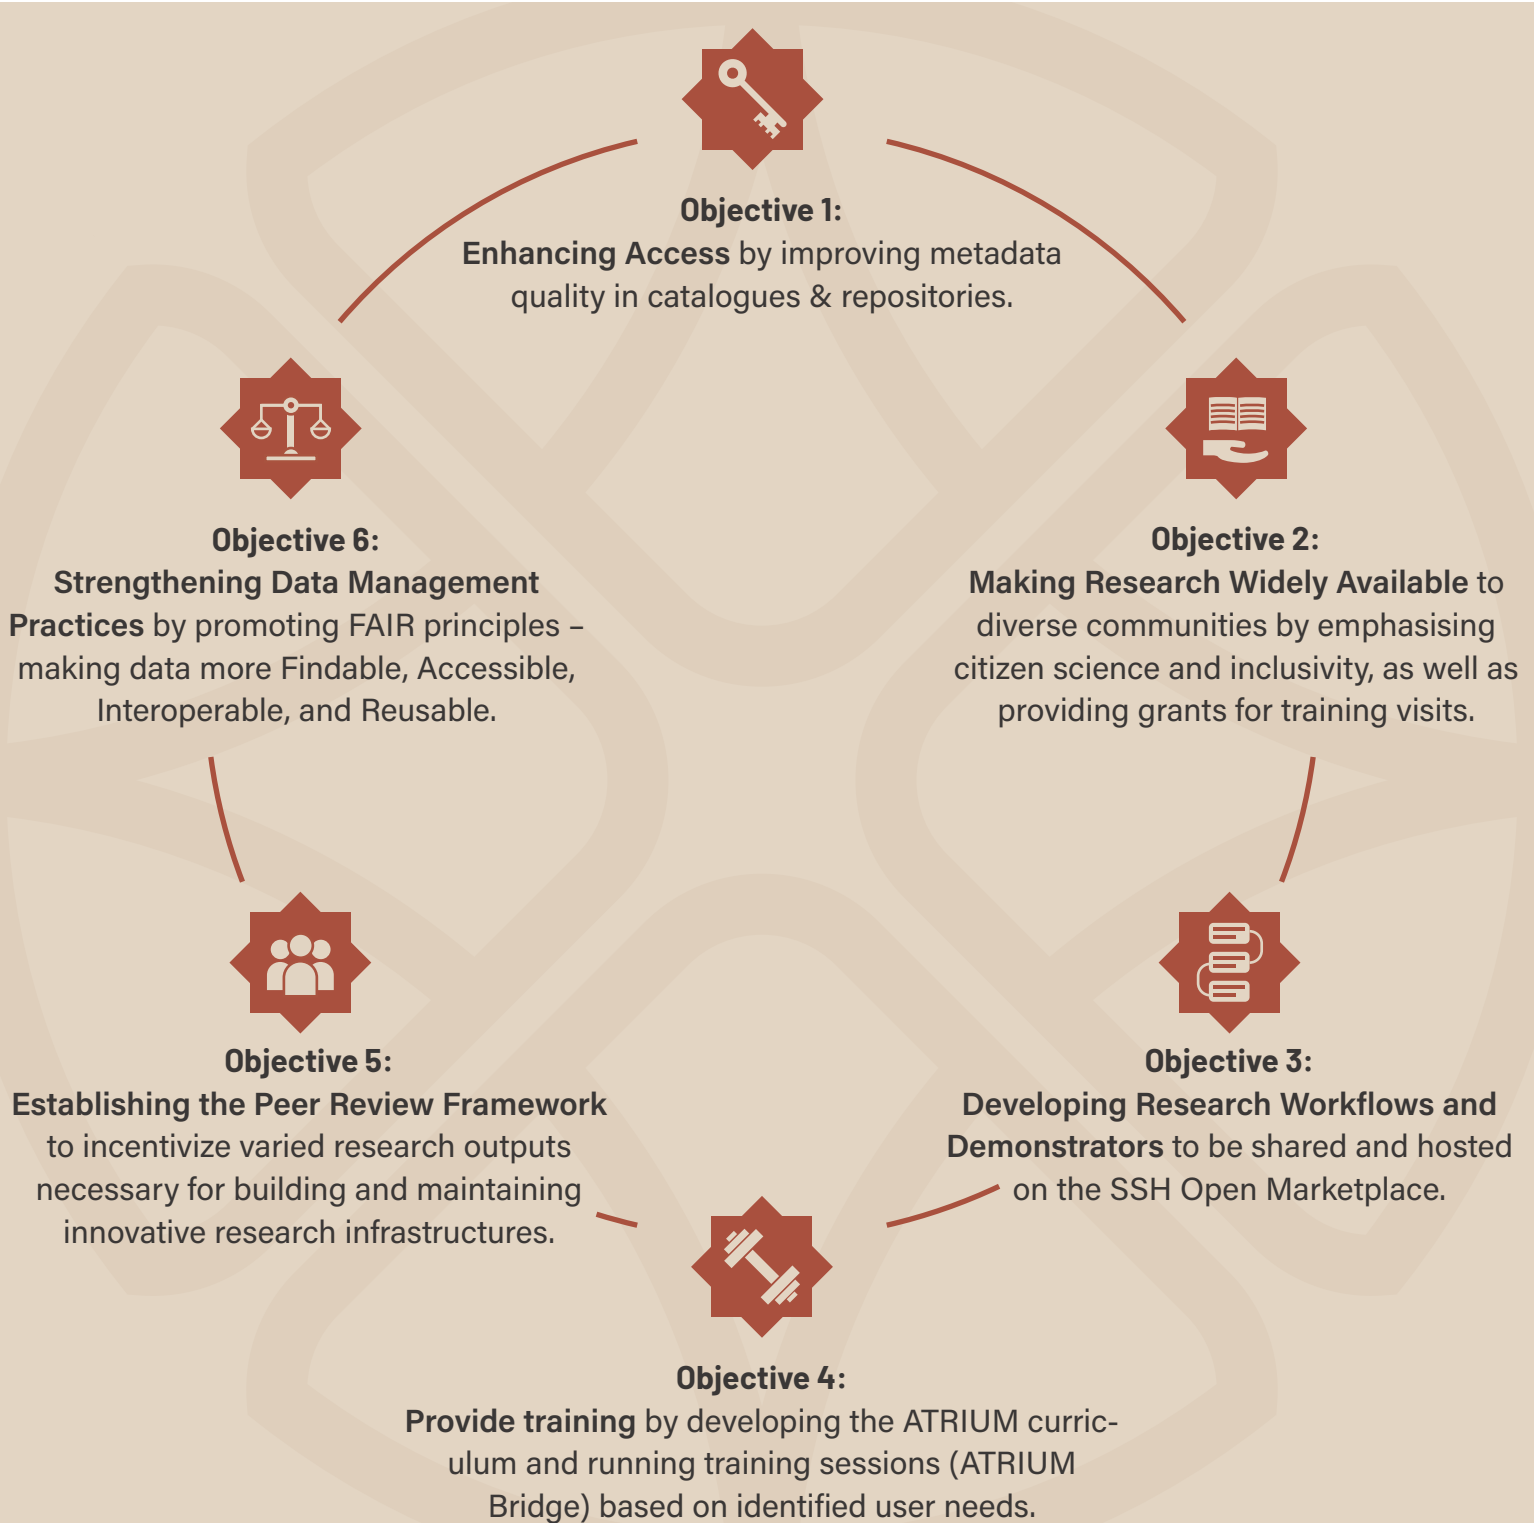 Objective 1:
Enhancing Access by improving metadata
quality in catalogues & repositories.
Objective 2:
Making Research Widely Available to
diverse communities by emphasising
citizen science and inclusivity, as well as
providing grants for training visits.
Objective 3:
Developing Research Workflows and
Demonstrators to be shared and hosted
on the SSH Open Marketplace.
Objective 4:
Provide training by developing the ATRIUM curric-
ulum and running training sessions (ATRIUM
Bridge) based on identified user needs.
Objective 5:
Establishing the Peer Review Framework
to incentivize varied research outputs
necessary for building and maintaining
innovative research infrastructures.
Objective 6:
Strengthening Data Management
Practices by promoting FAIR principles –
making data more Findable, Accessible,
Interoperable, and Reusable.